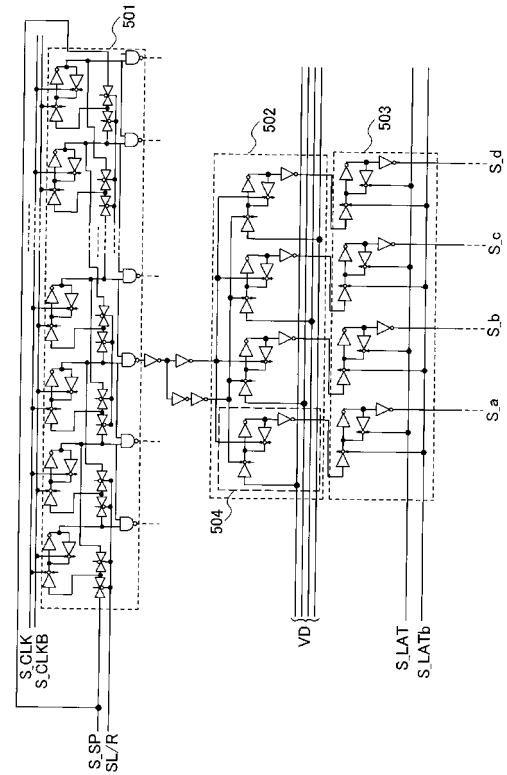 S_CLK
S_CLKB
S_SP
SL/R
501
502
503
504
VD
S_LAT
S_LATb
S_a
S_b
S_c
S_d